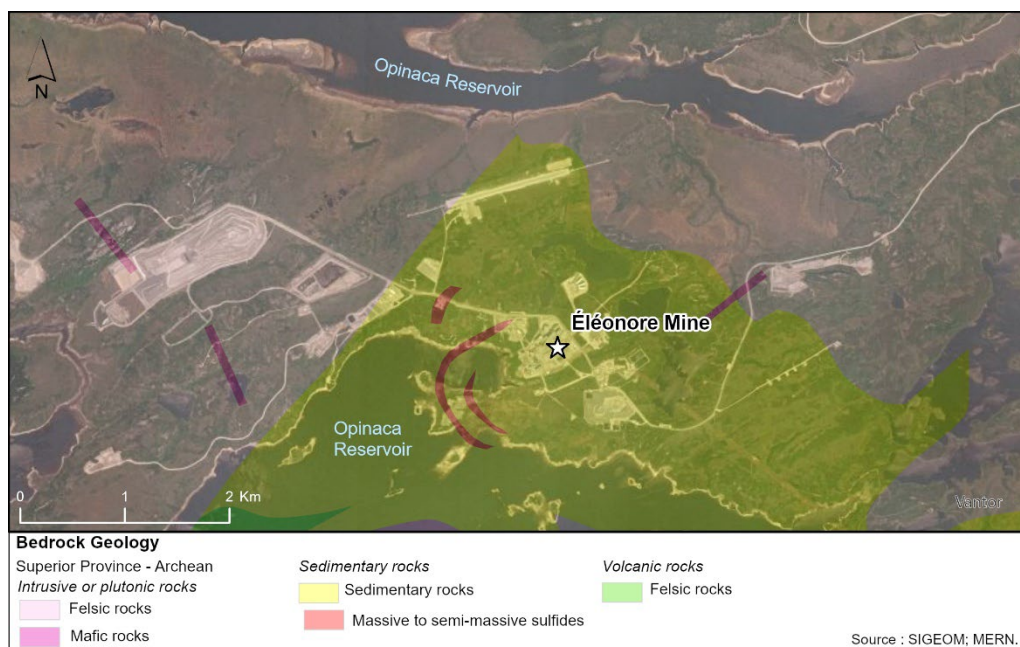 N
Opinaca Reservoir
Éléonore Mine
Opinaca
Reservoir
0 1 2 Km
Vantor
Bedrock Geology
Superior Province - Archean
Intrusive or plutonic rocks
Felsic rocks
Mafic rocks
Sedimentary rocks
Sedimentary rocks
Massive to semi-massive sulfides
Volcanic rocks
Felsic rocks
Source : SIGEOM; MERN.